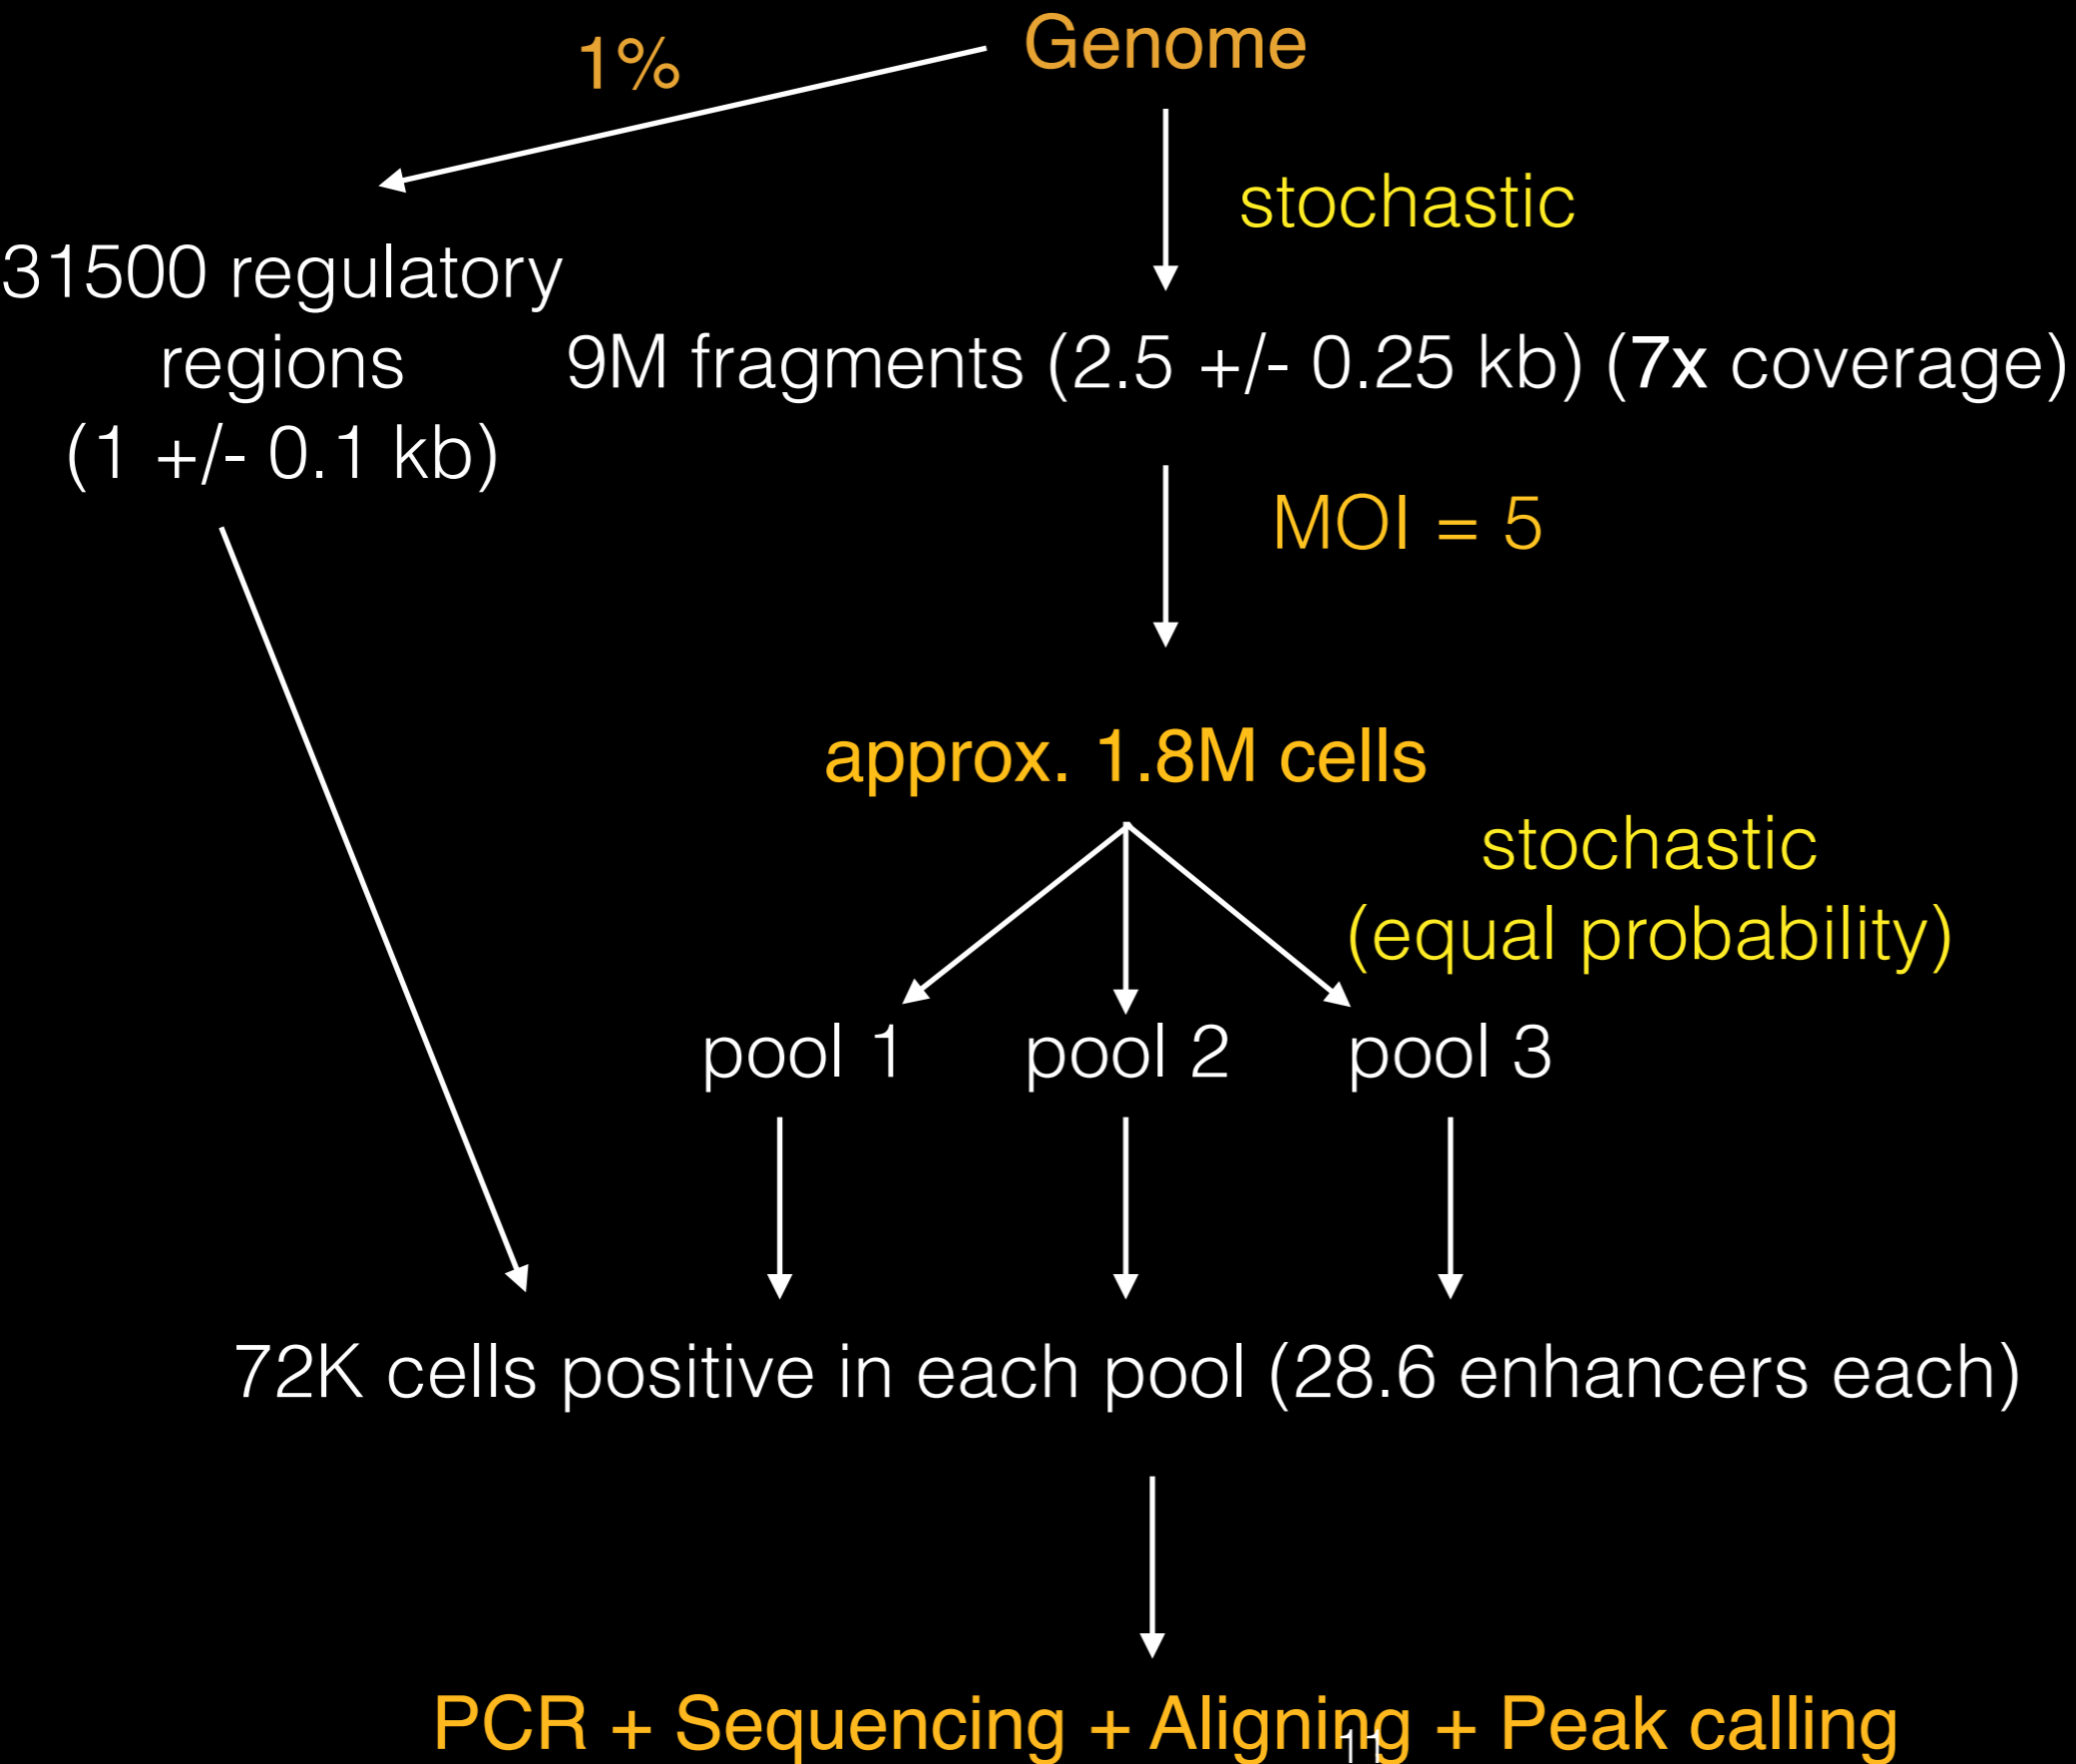 Genome
1%
stochastic
31500 regulatory
regions
(1 +/- 0.1 kb)
9M fragments (2.5 +/- 0.25 kb) (7x coverage)
MOI = 5
approx. 1.8M cells
stochastic
(equal probability)
pool 1
pool 2
pool 3
72K cells positive in each pool (28.6 enhancers each)
PCR + Sequencing + Aligning + Peak calling
11